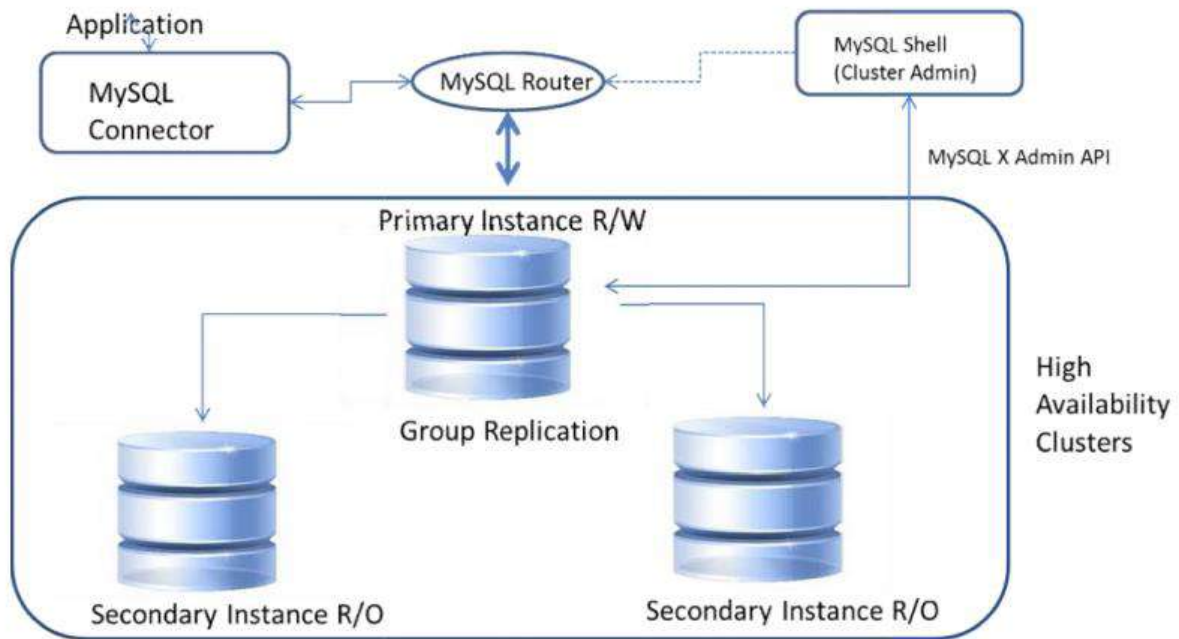 Application
MySQL
Connector
MySQL Router
MySQL Shell
(Cluster Admin)
MySQL X Admin API
Primary Instance R/W
Group Replication
High
Availability
Clusters
Secondary Instance R/O
Secondary Instance R/O